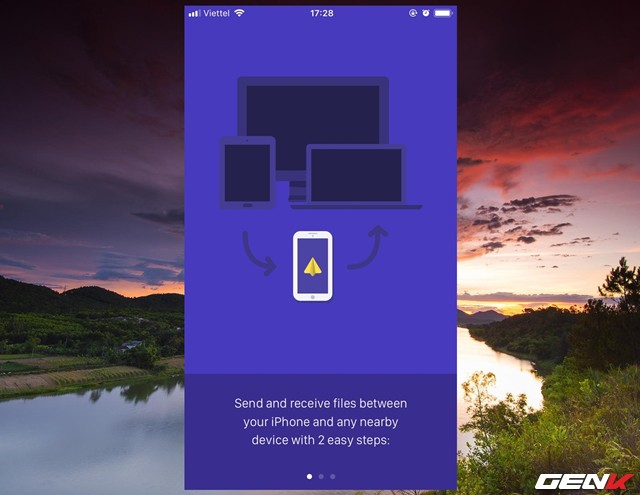 Viettel
17:28
Send and receive files between
your iPhone and any nearby
device with 2 easy steps:
GENK